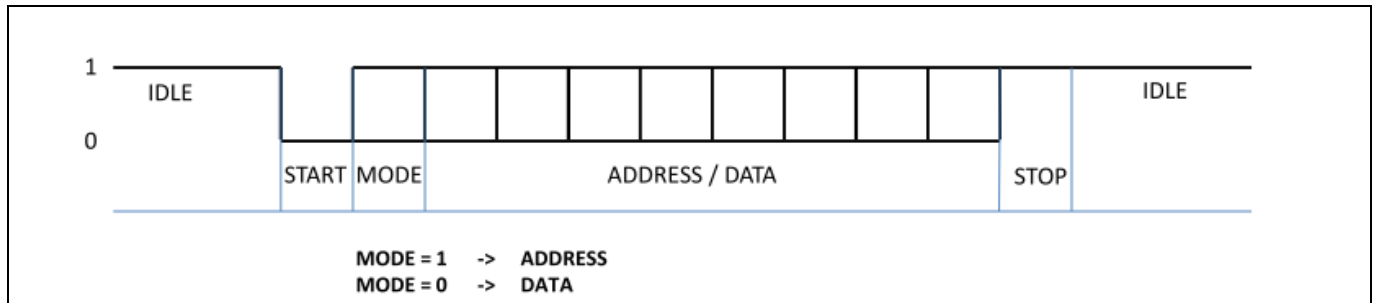 1
IDLE
IDLE
0
START MODE ADDRESS / DATA STOP
MODE = 1 -> ADDRESS
MODE = 0 -> DATA